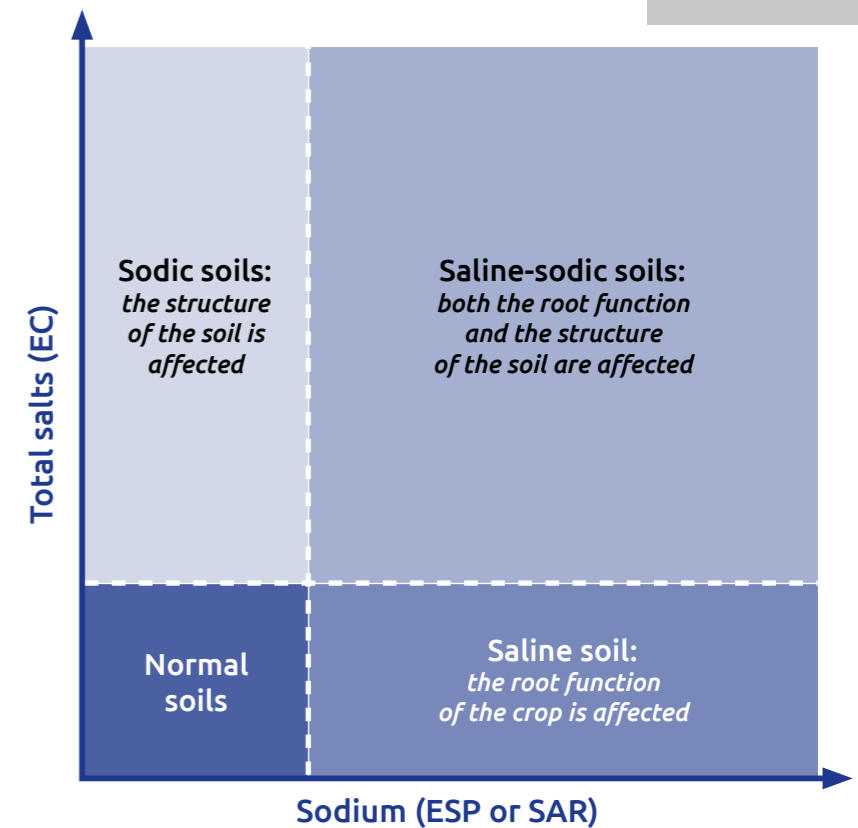 Total salts (EC)
Sodic soils:
the structure
of the soil is
affected
Saline-sodic soils:
both the root function
and the structure
of the soil are affected
Normal
soils
Saline soil:
the root function
of the crop is affected
Sodium (ESP or SAR)